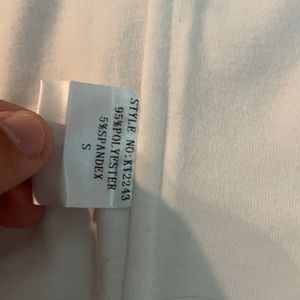 STYLE NO:KT2243
95%POLYESTER
5%SPANDEX
S